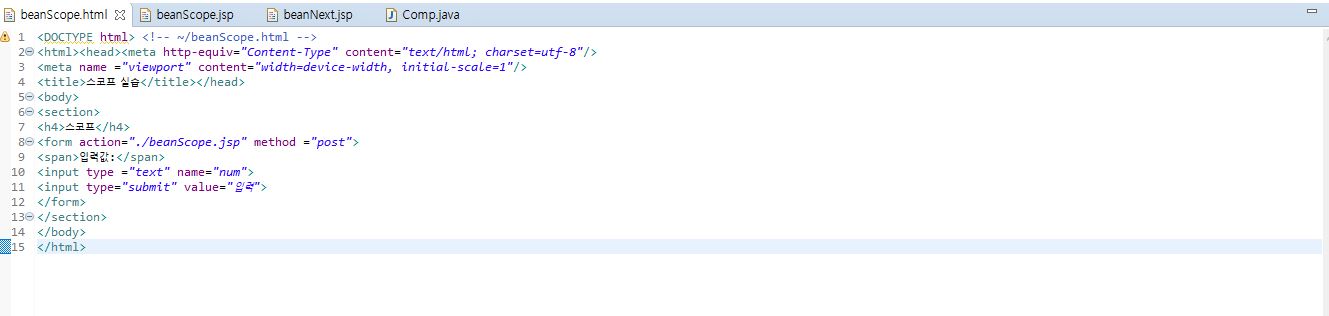 beanScope.html beanScope.jsp beanNext.jsp Comp.java
1 <DOCTYPE html> <!-- ~/beanScope.html -->
2 <html><head><meta http-equiv="Content-Type" content="text/html; charset=utf-8"/>
3 <meta name ="viewport" content="width=device-width, initial-scale=1"/>
4 <title>스코프 실습</title></head>
5 <body>
6 <section>
7 <h4>스코프</h4>
8 <form action="./beanScope.jsp" method ="post">
9 <span>입력값:</span>
10 <input type ="text" name="num">
11 <input type="submit" value="입력">
12 </form>
13 </section>
14 </body>
15 </html>